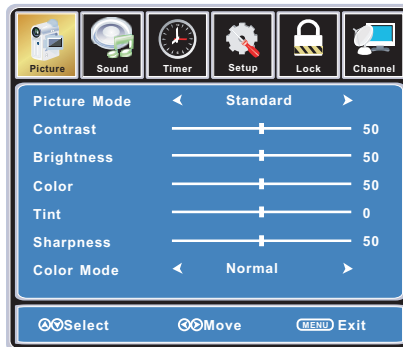 Picture Sound Timer Setup Lock Channel
Picture Mode Standard
Contrast 50
Brightness 50
Color 50
Tint 0
Sharpness 50
Color Mode Normal
Select Move MENU Exit